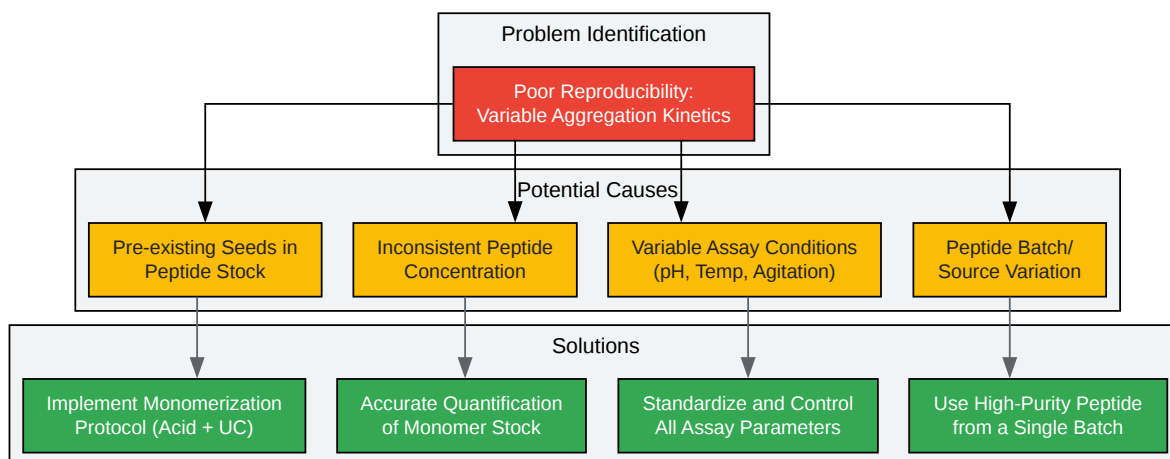 Problem Identification
Poor Reproducibility:
Variable Aggregation Kinetics
Potential Causes
Pre-existing Seeds in
Peptide Stock
Inconsistent Peptide
Concentration
Variable Assay Conditions
(pH, Temp, Agitation)
Peptide Batch/
Source Variation
Solutions
Implement Monomerization
Protocol (Acid + UC)
Accurate Quantification
of Monomer Stock
Standardize and Control
All Assay Parameters
Use High-Purity Peptide
from a Single Batch